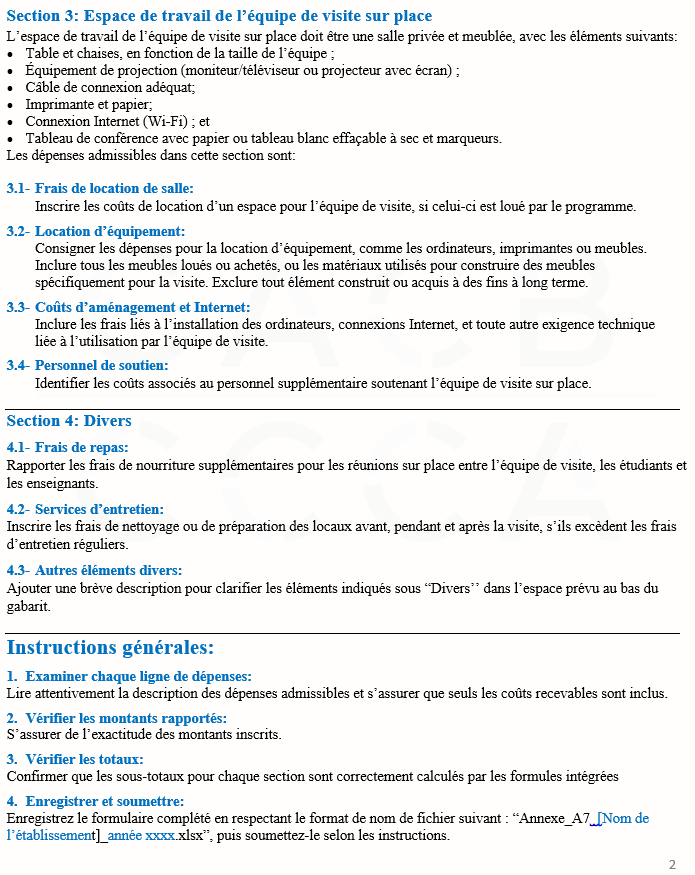 Section 3: Espace de travail de l’équipe de visite sur place
L’espace de travail de l’équipe de visite sur place doit être une salle privée et meublée, avec les éléments suivants:
• Table et chaises, en fonction de la taille de l’équipe ;
• Équipement de projection (moniteur/téléviseur ou projecteur avec écran) ;
• Câble de connexion adéquat;
• Imprimante et papier;
• Connexion Internet (Wi-Fi) ; et
• Tableau de conférence avec papier ou tableau blanc effaçable à sec et marqueurs.
Les dépenses admissibles dans cette section sont:
3.1- Frais de location de salle:
Inscrire les coûts de location d’un espace pour l’équipe de visite, si celui-ci est loué par le programme.
3.2- Location d’équipement:
Consigner les dépenses pour la location d’équipement, comme les ordinateurs, imprimantes ou meubles.
Inclure tous les meubles loués ou achetés, ou les matériaux utilisés pour construire des meubles
spécifiquement pour la visite. Exclure tout élément construit ou acquis à des fins à long terme.
3.3- Coûts d’aménagement et Internet:
Inclure les frais liés à l’installation des ordinateurs, connexions Internet, et toute autre exigence technique
liée à l’utilisation par l’équipe de visite.
3.4- Personnel de soutien:
Identifier les coûts associés au personnel supplémentaire soutenant l’équipe de visite sur place.
Section 4: Divers
4.1- Frais de repas:
Rapporter les frais de nourriture supplémentaires pour les réunions sur place entre l’équipe de visite, les étudiants et
les enseignants.
4.2- Services d’entretien:
Inscrire les frais de nettoyage ou de préparation des locaux avant, pendant et après la visite, s’ils excèdent les frais
d’entretien réguliers.
4.3- Autres éléments divers:
Ajouter une brève description pour clarifier les éléments indiqués sous “Divers’’ dans l’espace prévu au bas du
gabarit.
Instructions générales:
1. Examiner chaque ligne de dépenses:
Lire attentivement la description des dépenses admissibles et s’assurer que seuls les coûts recevables sont inclus.
2. Vérifier les montants rapportés:
S’assurer de l’exactitude des montants inscrits.
3. Vérifier les totaux:
Confirmer que les sous-totaux pour chaque section sont correctement calculés par les formules intégrées
4. Enregistrer et soumettre:
Enregistrez le formulaire complété en respectant le format de nom de fichier suivant : “Annexe_A7_[Nom de
l’établissement]_année xxxx.xlsx”, puis soumettez-le selon les instructions.
2